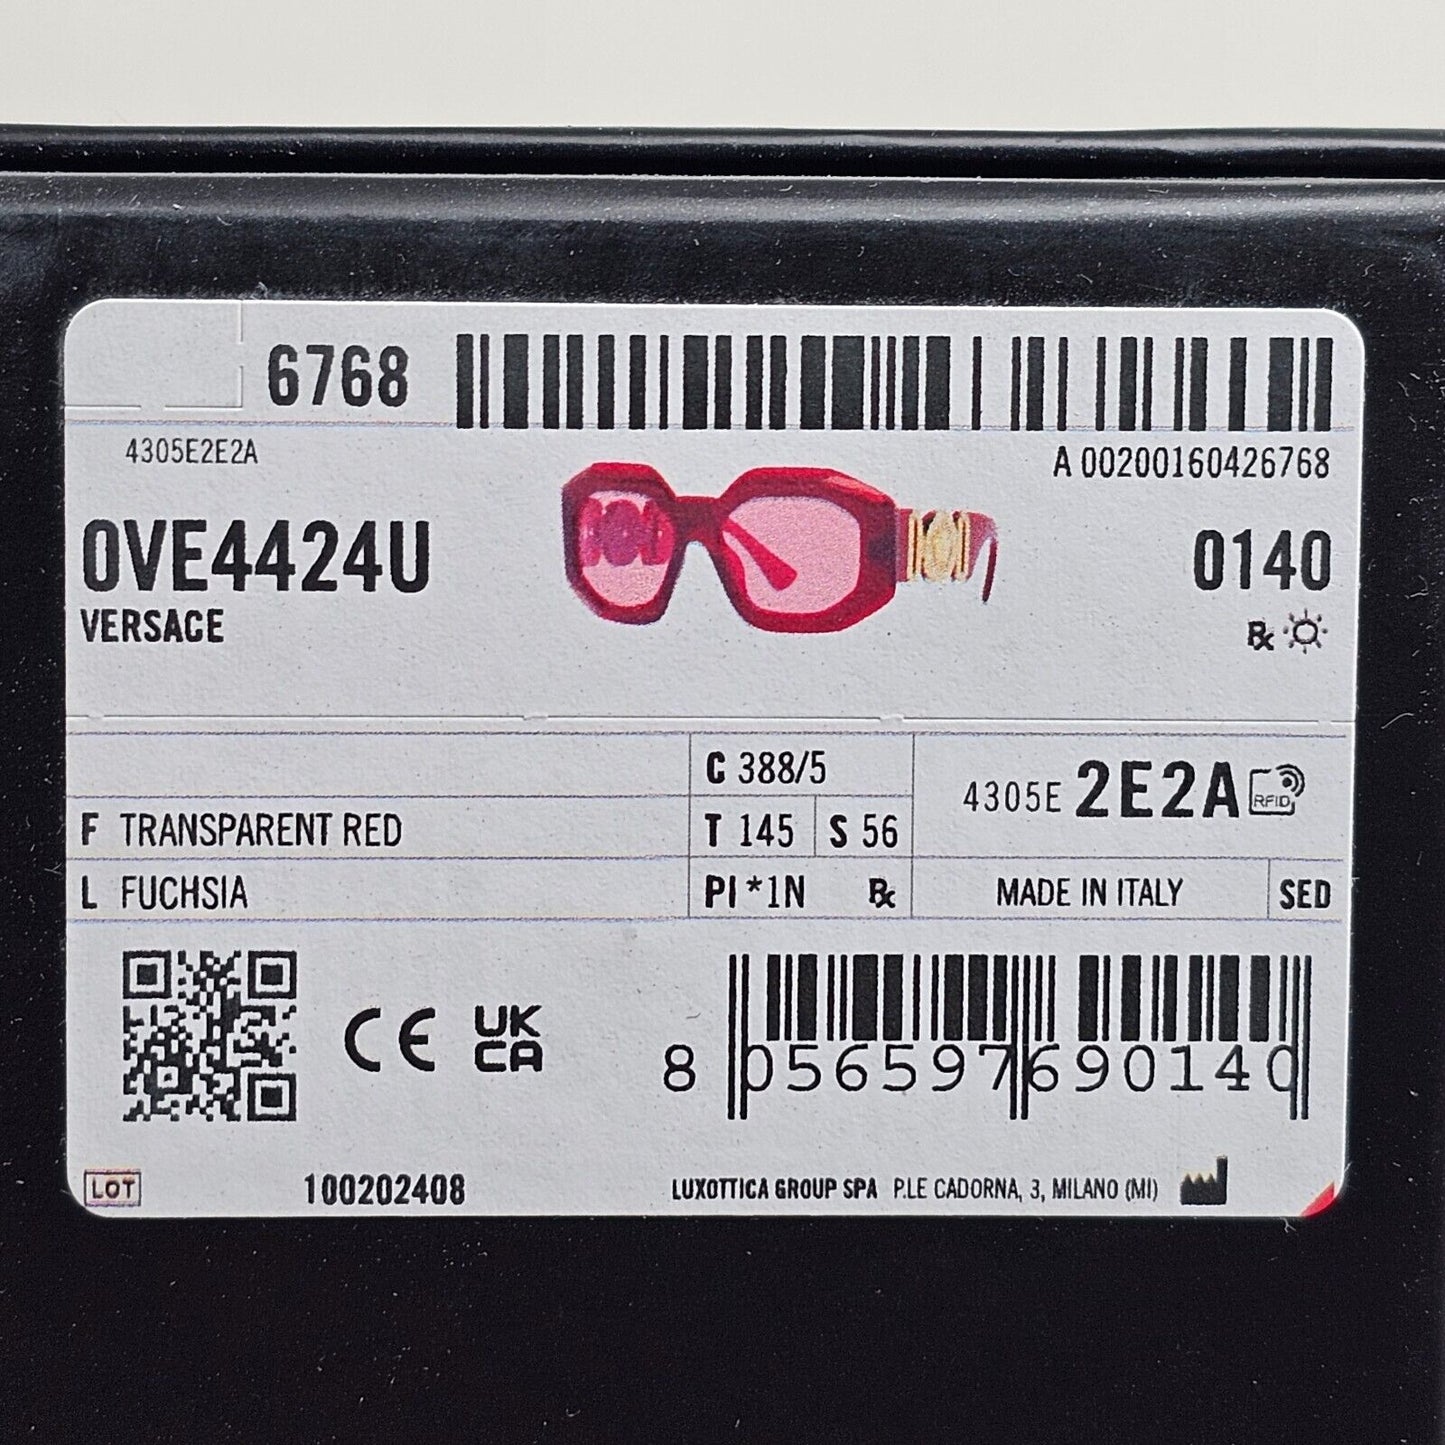 6768
4305E2E2A
A 00200160426768
0VE4424U
0140
VERSACE
Rx
C 388/5
4305E 2E2A
RFID
F TRANSPARENT RED
T 145
S 56
L FUCHSIA
PI *1N
Rx
MADE IN ITALY
SED
CE
UK
CA
8 056597 690140
LOT
100202408
LUXOTTICA GROUP SPA P.LE CADORNA, 3, MILANO (MI)